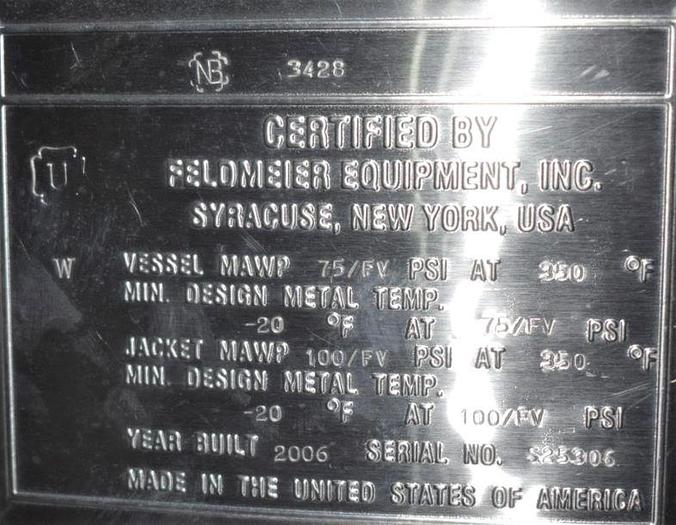 NB 3428
CERTIFIED BY
U
FELDMEIER EQUIPMENT, INC.
SYRACUSE, NEW YORK, USA
W VESSEL MAWP 75/FV PSI AT 350 °F
MIN. DESIGN METAL TEMP.
-20 °F AT 75/FV PSI
JACKET MAWP 100/FV PSI AT 350 °F
MIN. DESIGN METAL TEMP.
-20 °F AT 100/FV PSI
YEAR BUILT 2006 SERIAL NO. S25306
MADE IN THE UNITED STATES OF AMERICA